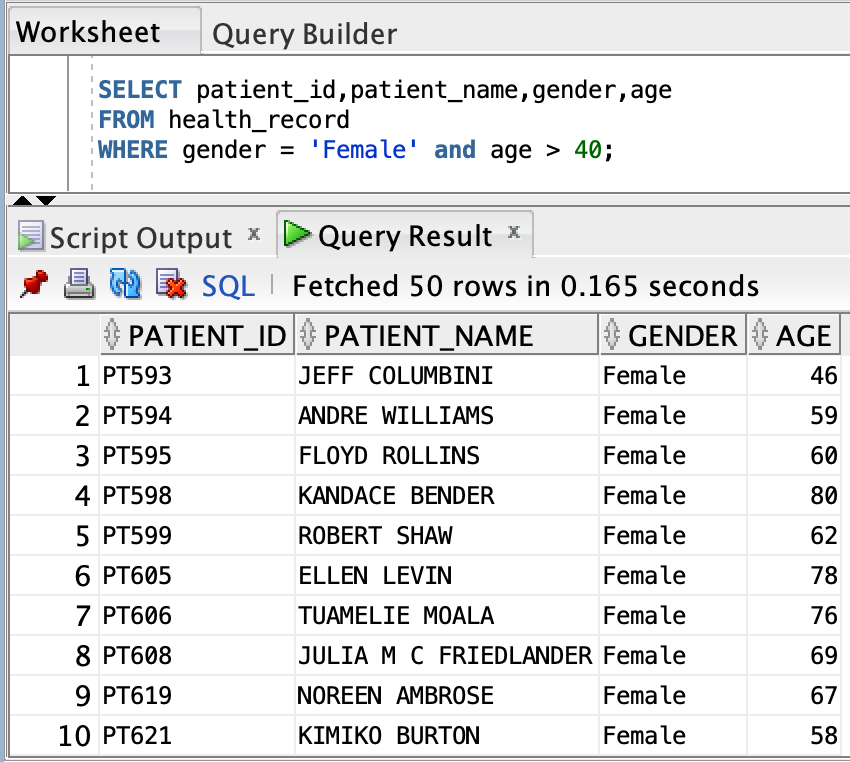 Worksheet Query Builder
SELECT patient_id,patient_name,gender,age
FROM health_record
WHERE gender = 'Female' and age > 40;
Script Output x Query Result x
SQL Fetched 50 rows in 0.165 seconds
PATIENT_ID PATIENT_NAME GENDER AGE
1 PT593 JEFF COLUMBINI Female 46
2 PT594 ANDRE WILLIAMS Female 59
3 PT595 FLOYD ROLLINS Female 60
4 PT598 KANDACE BENDER Female 80
5 PT599 ROBERT SHAW Female 62
6 PT605 ELLEN LEVIN Female 78
7 PT606 TUAMELIE MOALA Female 76
8 PT608 JULIA M C FRIEDLANDER Female 69
9 PT619 NOREEN AMBROSE Female 67
10 PT621 KIMIKO BURTON Female 58